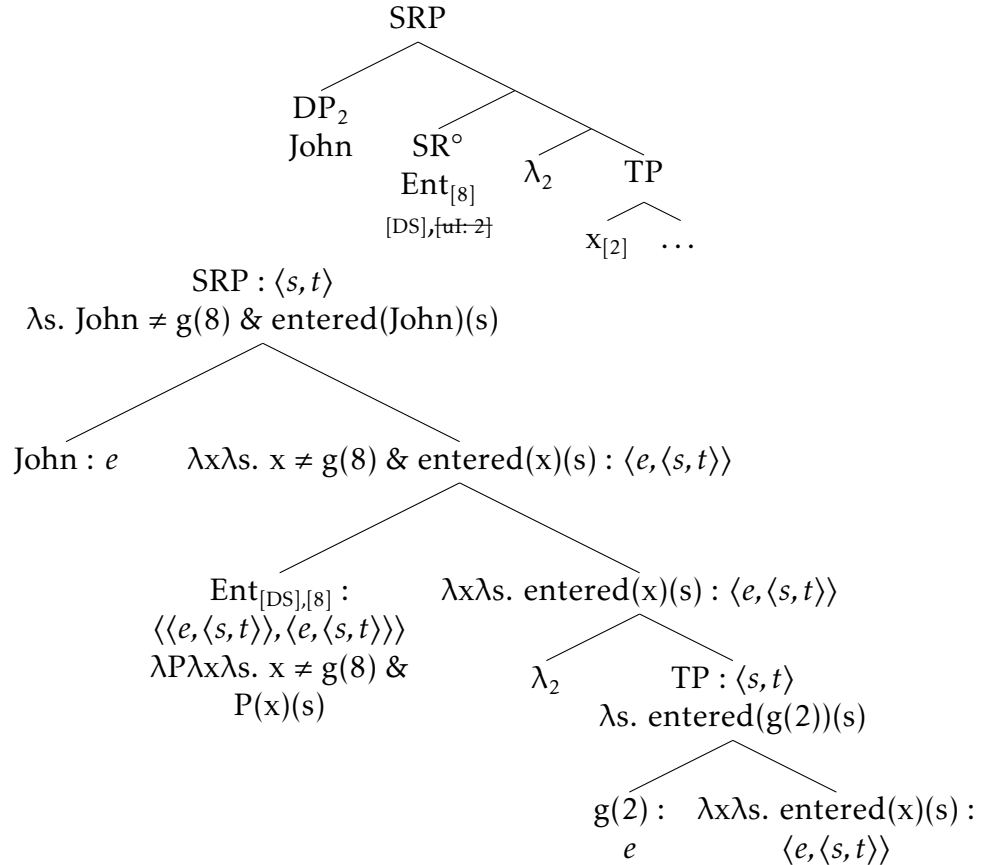 SRP
DP₂
John
SR°
Ent[8]
[DS],[uI: 2]
λ₂
TP
x[2] …
SRP : ⟨s,t⟩
λs. John ≠ g(8) & entered(John)(s)
John : e
λxλs. x ≠ g(8) & entered(x)(s) : ⟨e,⟨s,t⟩⟩
Ent[DS],[8] :
⟨⟨e,⟨s,t⟩⟩,⟨e,⟨s,t⟩⟩⟩
λPλxλs. x ≠ g(8) &
P(x)(s)
λxλs. entered(x)(s) : ⟨e,⟨s,t⟩⟩
λ₂
TP : ⟨s,t⟩
λs. entered(g(2))(s)
g(2) :
e
λxλs. entered(x)(s) :
⟨e,⟨s,t⟩⟩